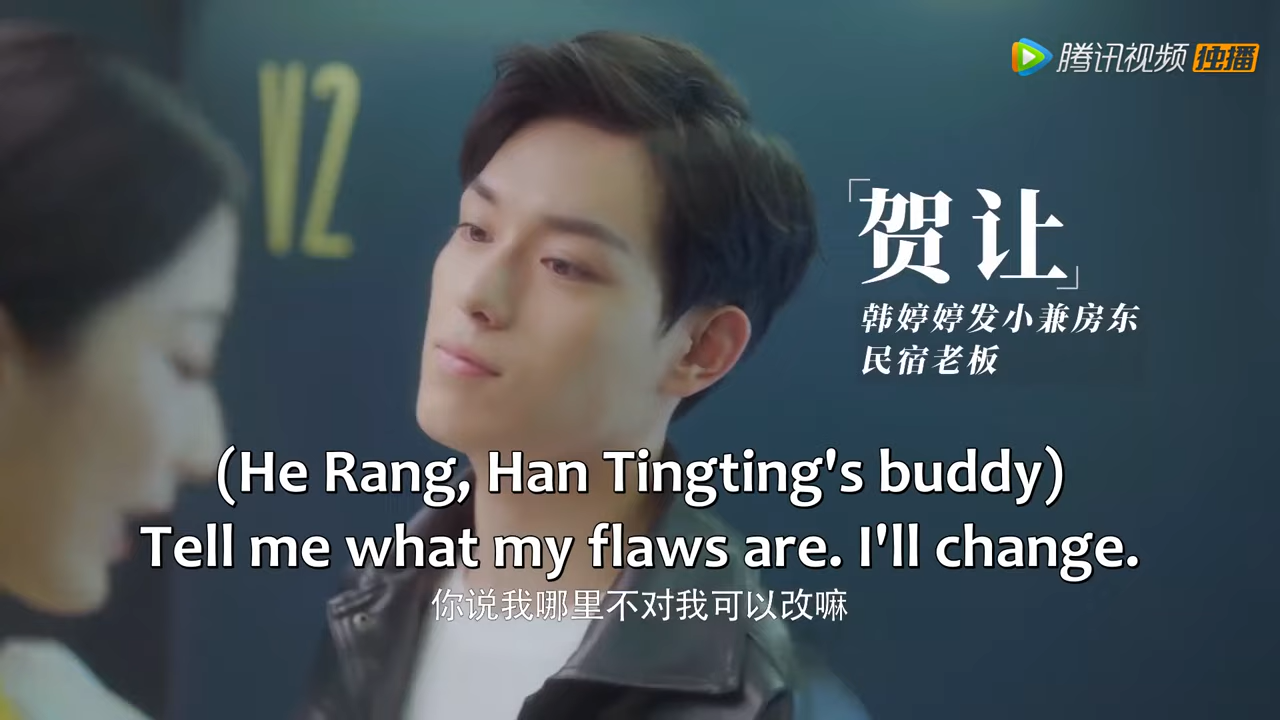 腾讯视频 独播
V2
贺让
韩婷婷发小兼房东
民宿老板
(He Rang, Han Tingting's buddy)
Tell me what my flaws are. I'll change.
你说我哪里不对我可以改嘛